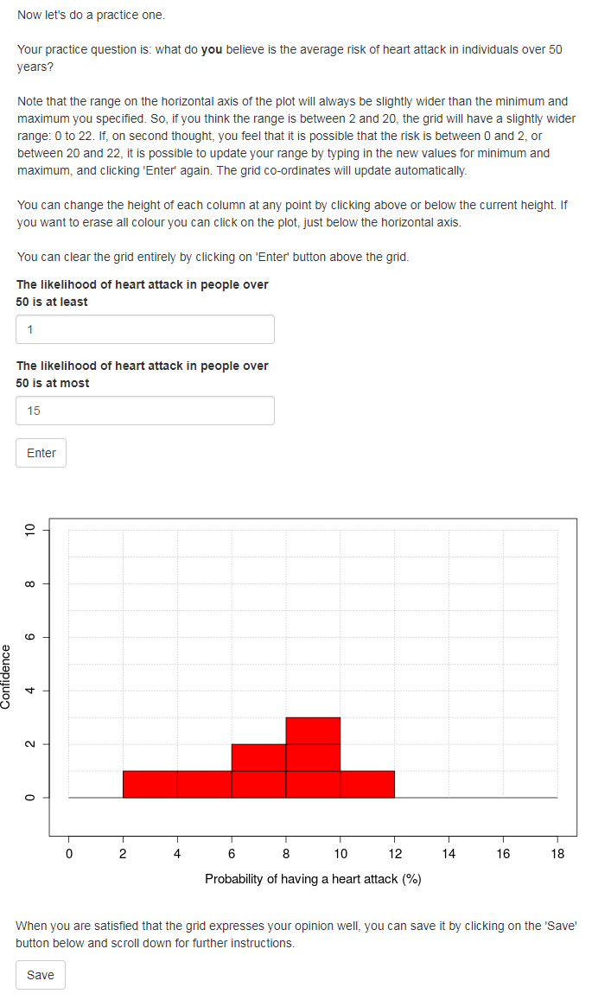 Now let's do a practice one.
Your practice question is: what do you believe is the average risk of heart attack in individuals over 50
years?
Note that the range on the horizontal axis of the plot will always be slightly wider than the minimum and
maximum you specified. So, if you think the range is between 2 and 20, the grid will have a slightly wider
range: 0 to 22. If, on second thought, you feel that it is possible that the risk is between 0 and 2, or
between 20 and 22, it is possible to update your range by typing in the new values for minimum and
maximum, and clicking 'Enter' again. The grid co-ordinates will update automatically.
You can change the height of each column at any point by clicking above or below the current height. If
you want to erase all colour you can click on the plot, just below the horizontal axis.
You can clear the grid entirely by clicking on 'Enter' button above the grid.
The likelihood of heart attack in people over
50 is at least
1
The likelihood of heart attack in people over
50 is at most
15
Enter
10
8
6
4
2
0
Confidence
0 2 4 6 8 10 12 14 16 18
Probability of having a heart attack (%)
When you are satisfied that the grid expresses your opinion well, you can save it by clicking on the 'Save'
button below and scroll down for further instructions.
Save